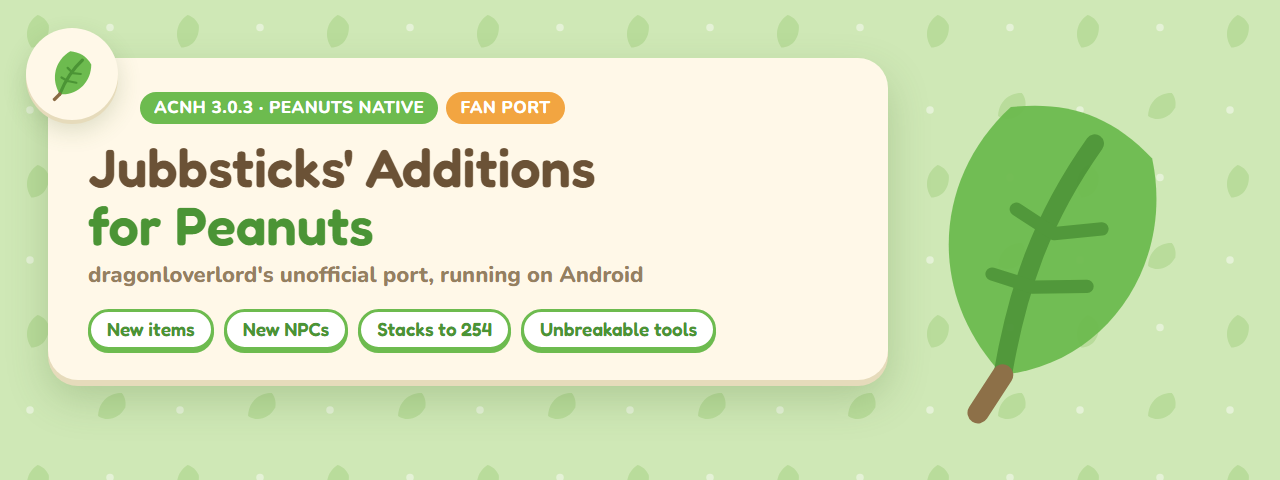 ACNH 3.0.3 · PEANUTS NATIVE FAN PORT
Jubbsticks' Additions
for Peanuts
dragonloverlord's unofficial port, running on Android
New items New NPCs Stacks to 254 Unbreakable tools